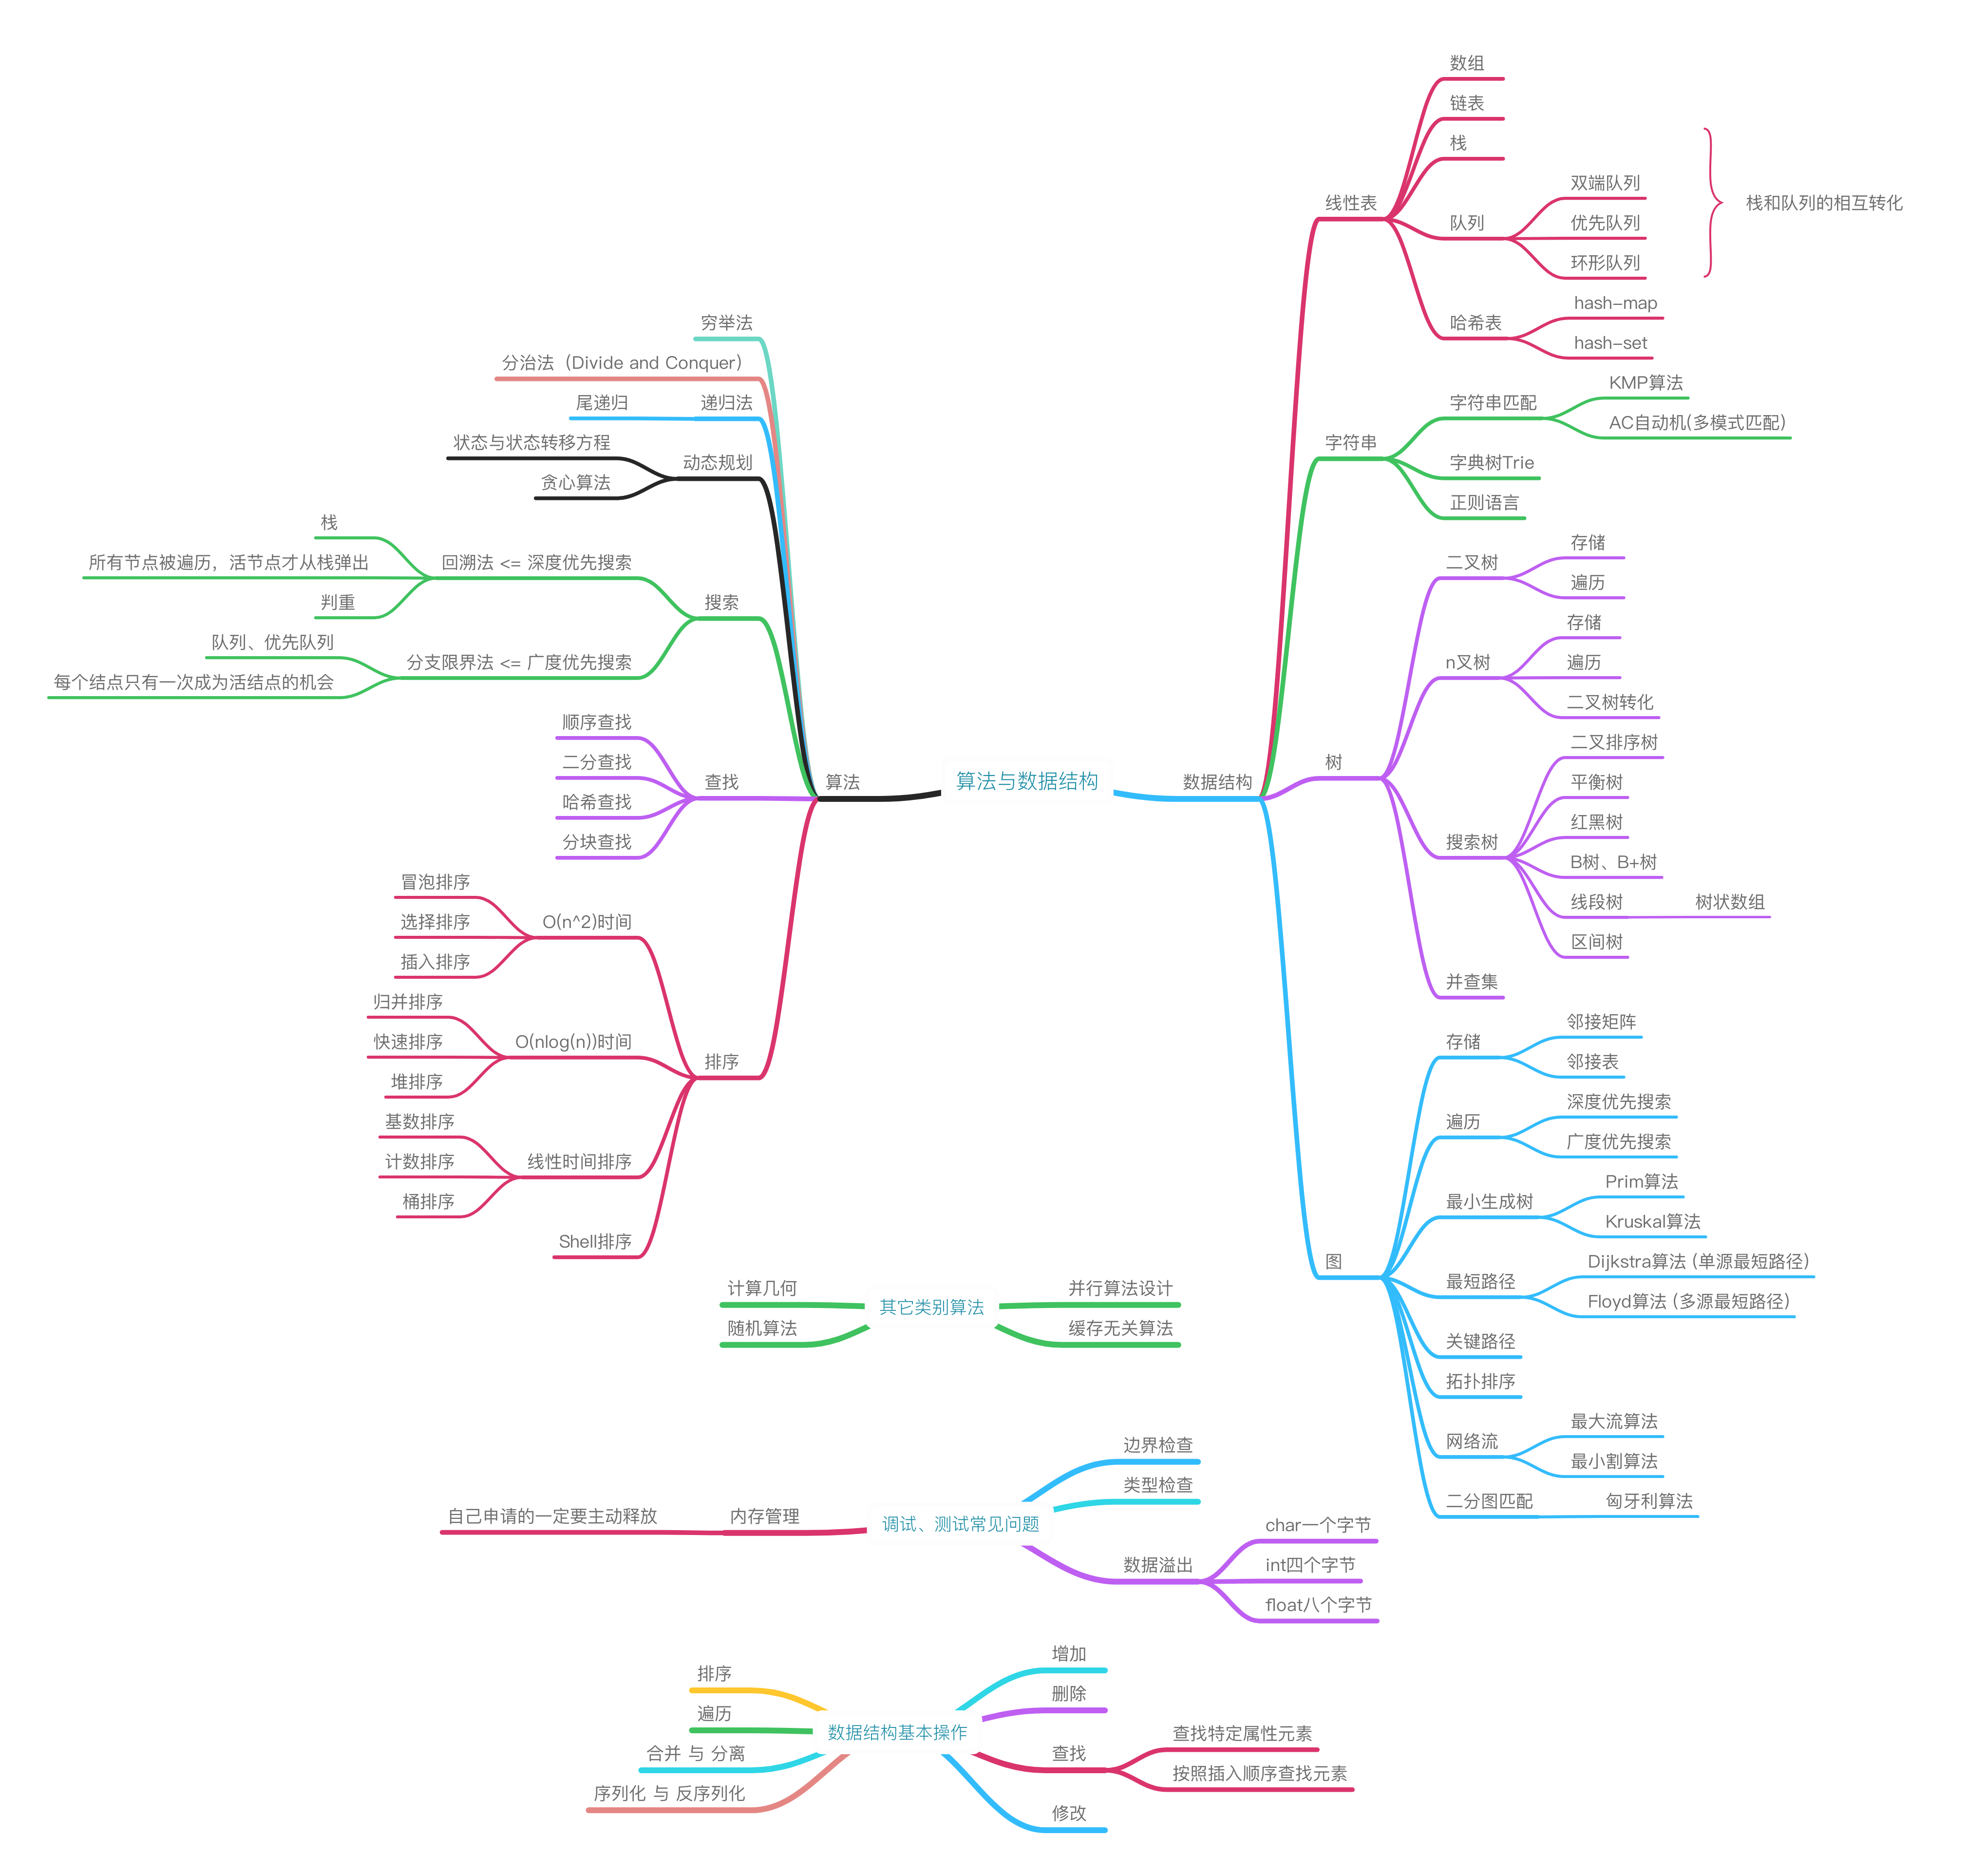 算法与数据结构
数据结构
线性表
数组
链表
栈
队列
双端队列
优先队列
环形队列
栈和队列的相互转化
哈希表
hash-map
hash-set
字符串
字符串匹配
KMP算法
AC自动机(多模式匹配)
字典树Trie
正则语言
树
二叉树
存储
遍历
n叉树
存储
遍历
二叉树转化
搜索树
二叉排序树
平衡树
红黑树
B树、B+树
线段树
树状数组
区间树
并查集
图
存储
邻接矩阵
邻接表
遍历
深度优先搜索
广度优先搜索
最小生成树
Prim算法
Kruskal算法
最短路径
Dijkstra算法 (单源最短路径)
Floyd算法 (多源最短路径)
关键路径
拓扑排序
网络流
最大流算法
最小割算法
二分图匹配
匈牙利算法
算法
穷举法
分治法（Divide and Conquer）
递归法
尾递归
动态规划
状态与状态转移方程
贪心算法
搜索
回溯法 <= 深度优先搜索
栈
所有节点被遍历，活节点才从栈弹出
判重
分支限界法 <= 广度优先搜索
队列、优先队列
每个结点只有一次成为活结点的机会
查找
顺序查找
二分查找
哈希查找
分块查找
排序
O(n^2)时间
冒泡排序
选择排序
插入排序
O(nlog(n))时间
归并排序
快速排序
堆排序
线性时间排序
基数排序
计数排序
桶排序
Shell排序
其它类别算法
计算几何
随机算法
并行算法设计
缓存无关算法
调试、测试常见问题
内存管理
自己申请的一定要主动释放
边界检查
类型检查
数据溢出
char一个字节
int四个字节
float八个字节
数据结构基本操作
排序
遍历
合并 与 分离
序列化 与 反序列化
增加
删除
查找
查找特定属性元素
按照插入顺序查找元素
修改